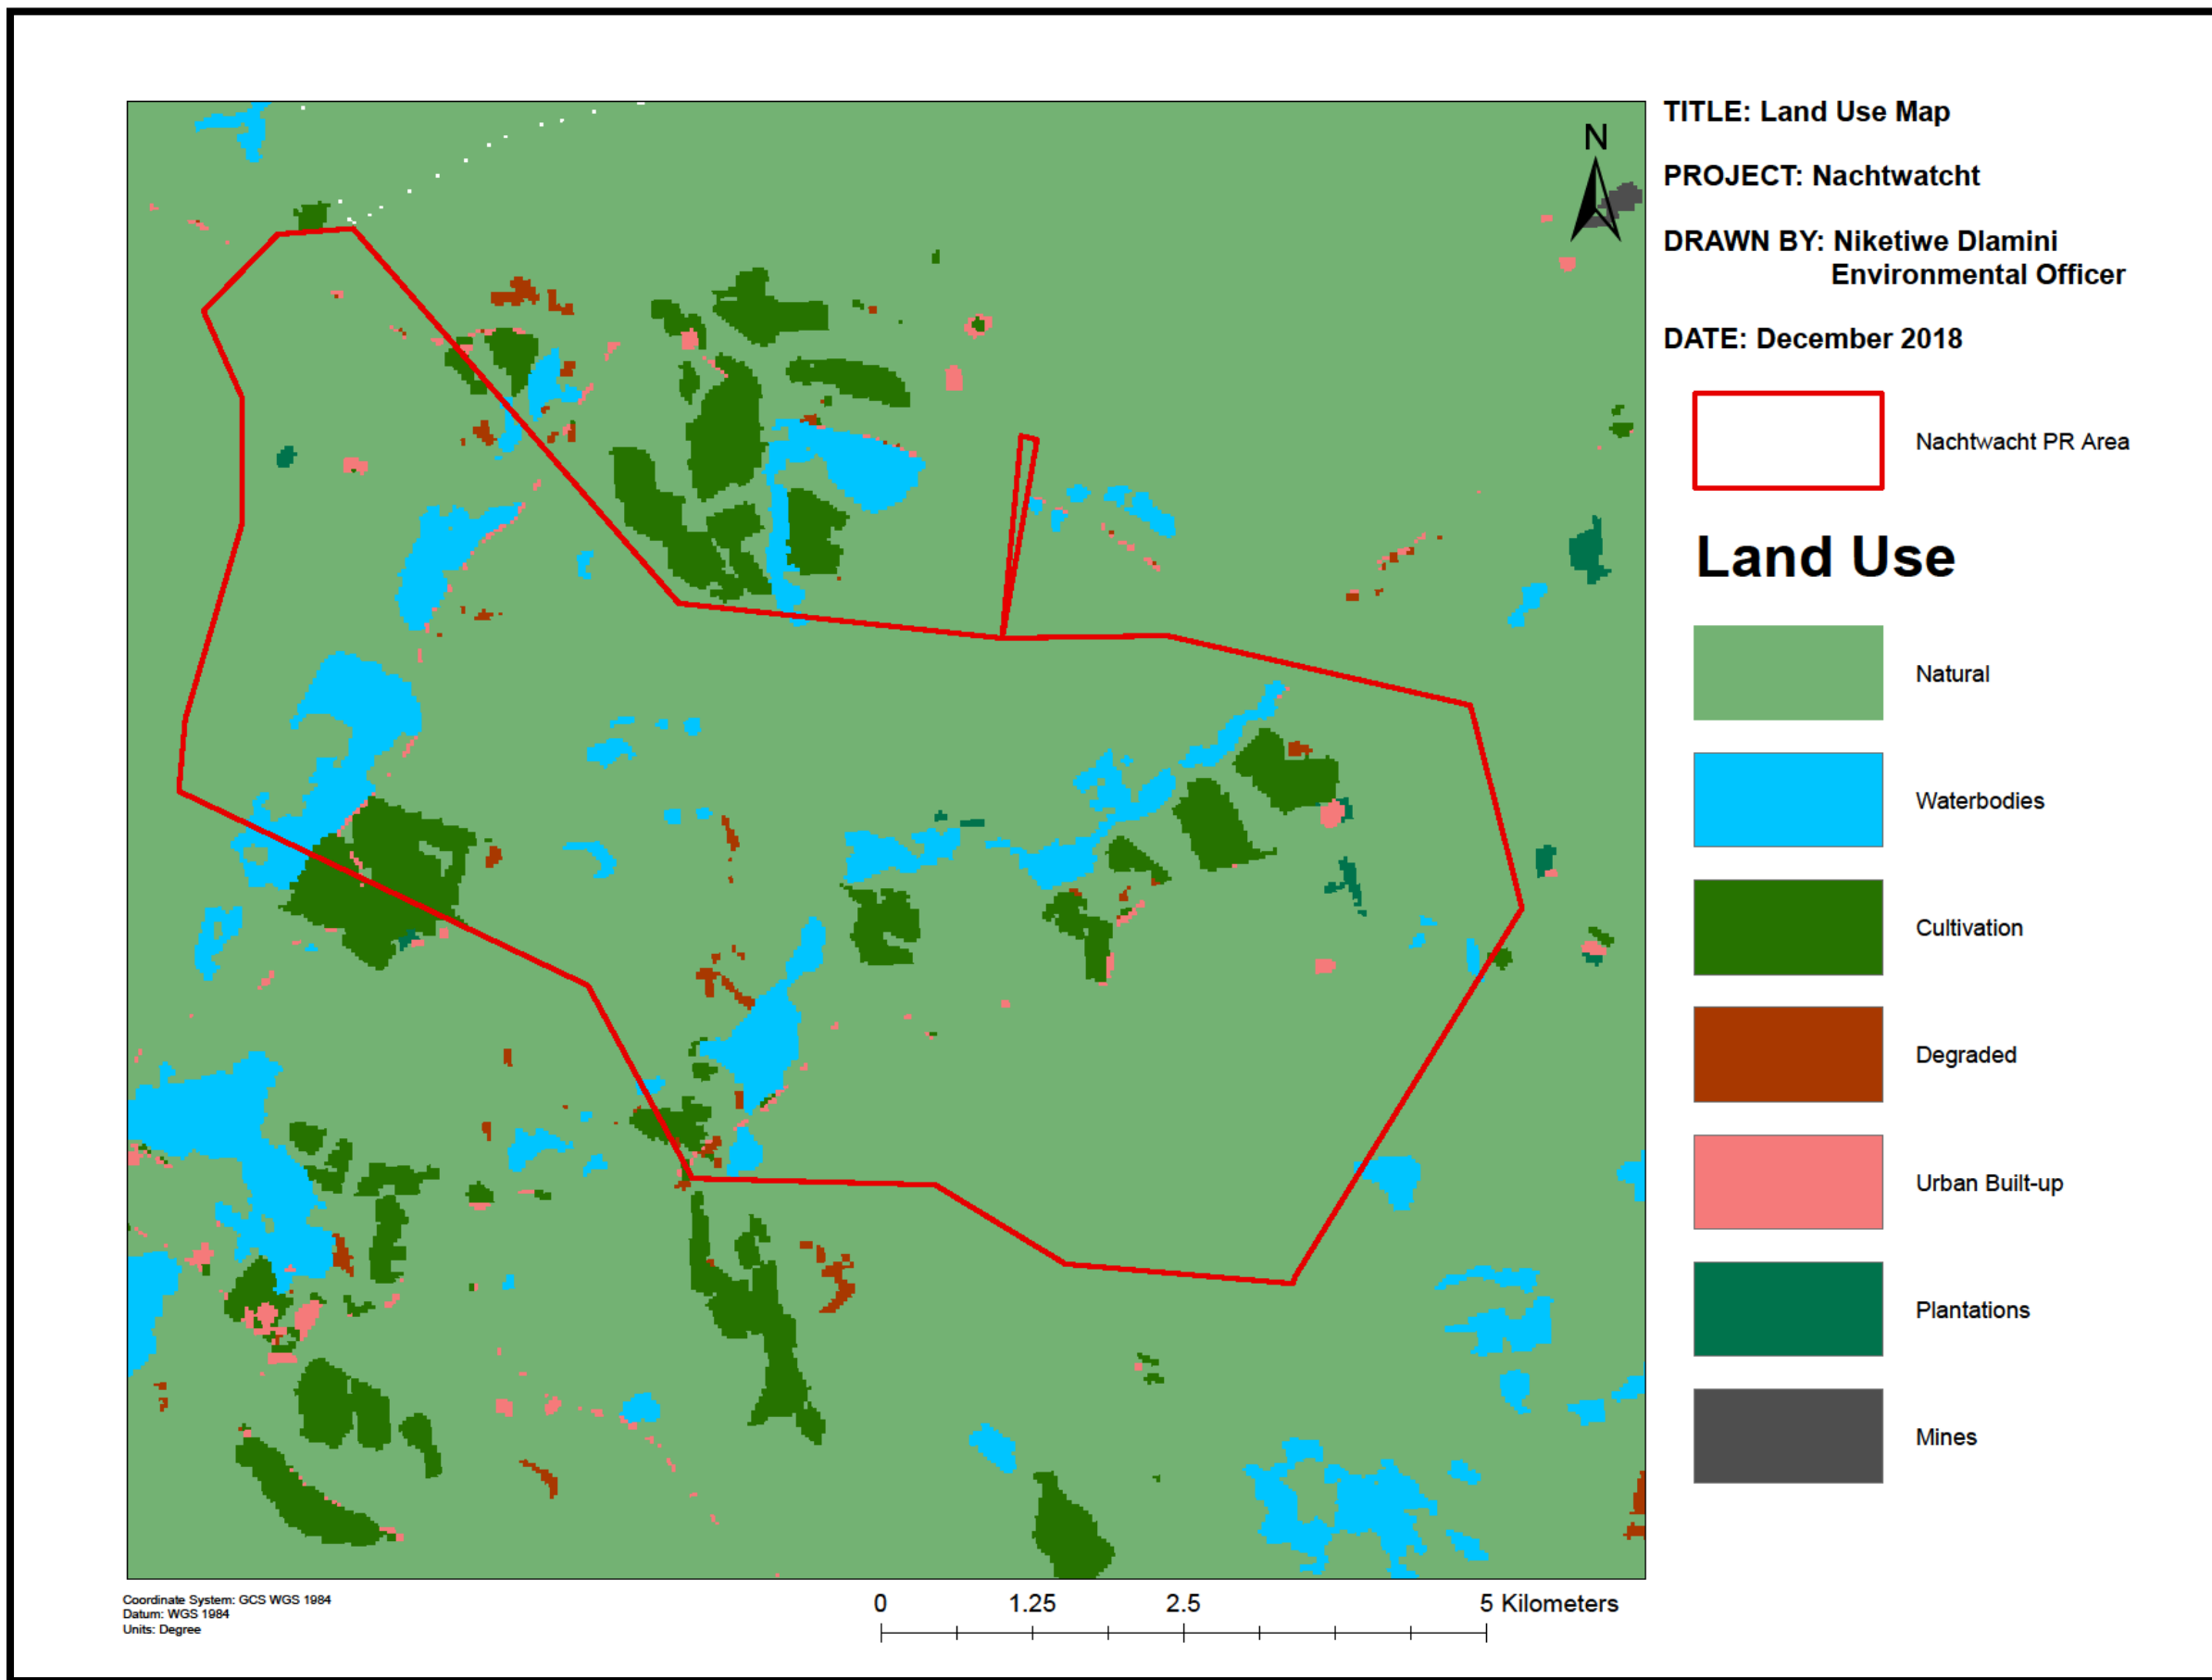 TITLE: Land Use Map
PROJECT: Nachtwatcht
DRAWN BY: Niketiwe Dlamini
Environmental Officer
DATE: December 2018
N
Nachtwacht PR Area
Land Use
Natural
Waterbodies
Cultivation
Degraded
Urban Built-up
Plantations
Mines
Coordinate System: GCS WGS 1984
Datum: WGS 1984
Units: Degree
0 1.25 2.5 5 Kilometers